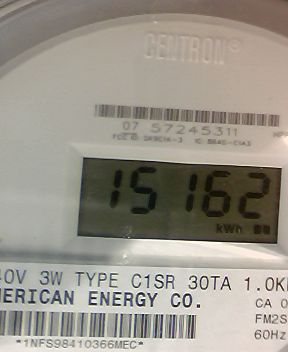 CENTRON®
07 57245311
15162
kWh
40V 3W TYPE C1SR 30TA 1.0K
MERICAN ENERGY CO.
CA 0
FM2S
60Hz
*1NFS98410366MEC*